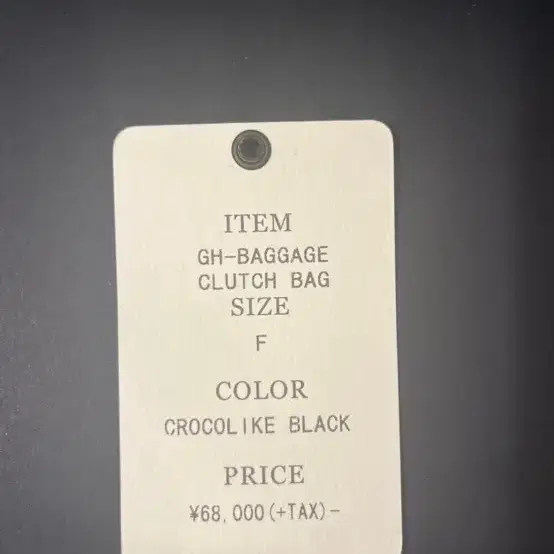 ITEM
GH-BAGGAGE
CLUTCH BAG
SIZE
F
COLOR
CROCOLIKE BLACK
PRICE
¥68,000(+TAX)-